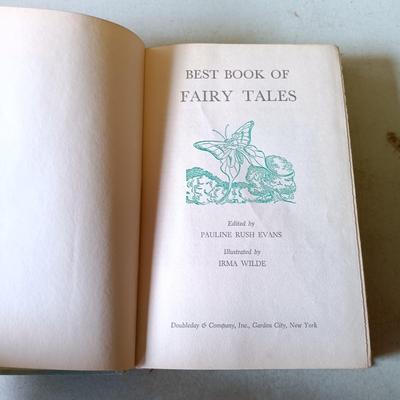 BEST BOOK OF
FAIRY TALES
Edited by
PAULINE RUSH EVANS
Illustrated by
IRMA WILDE
Doubleday & Company, Inc., Garden City, New York